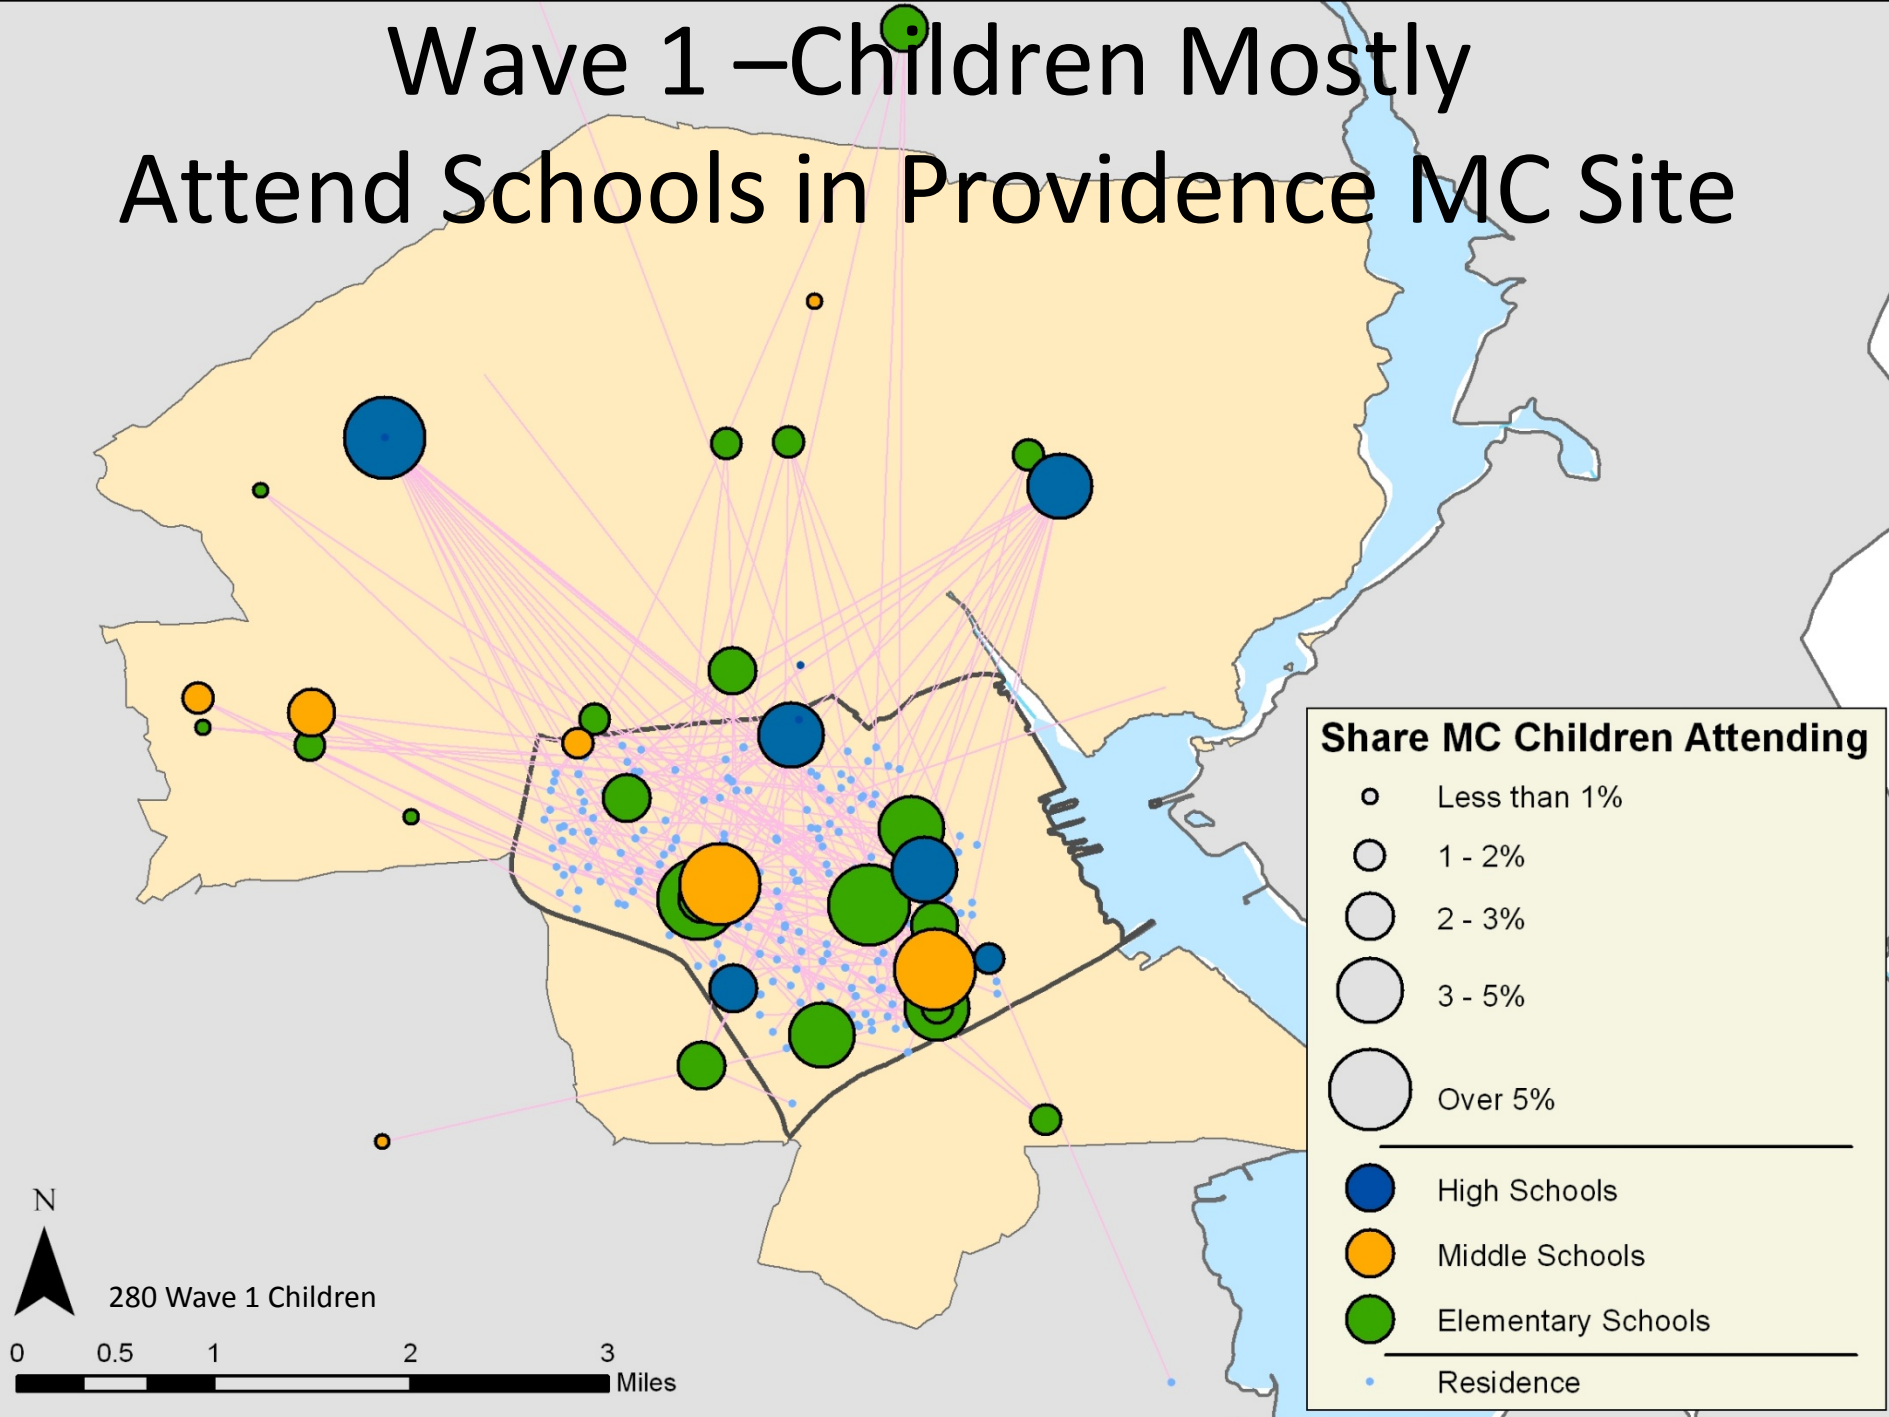 Wave 1 –Children Mostly
Attend Schools in Providence MC Site
Share MC Children Attending
Less than 1%
1 - 2%
2 - 3%
3 - 5%
Over 5%
High Schools
Middle Schools
Elementary Schools
Residence
N
280 Wave 1 Children
0 0.5 1 2 3
Miles